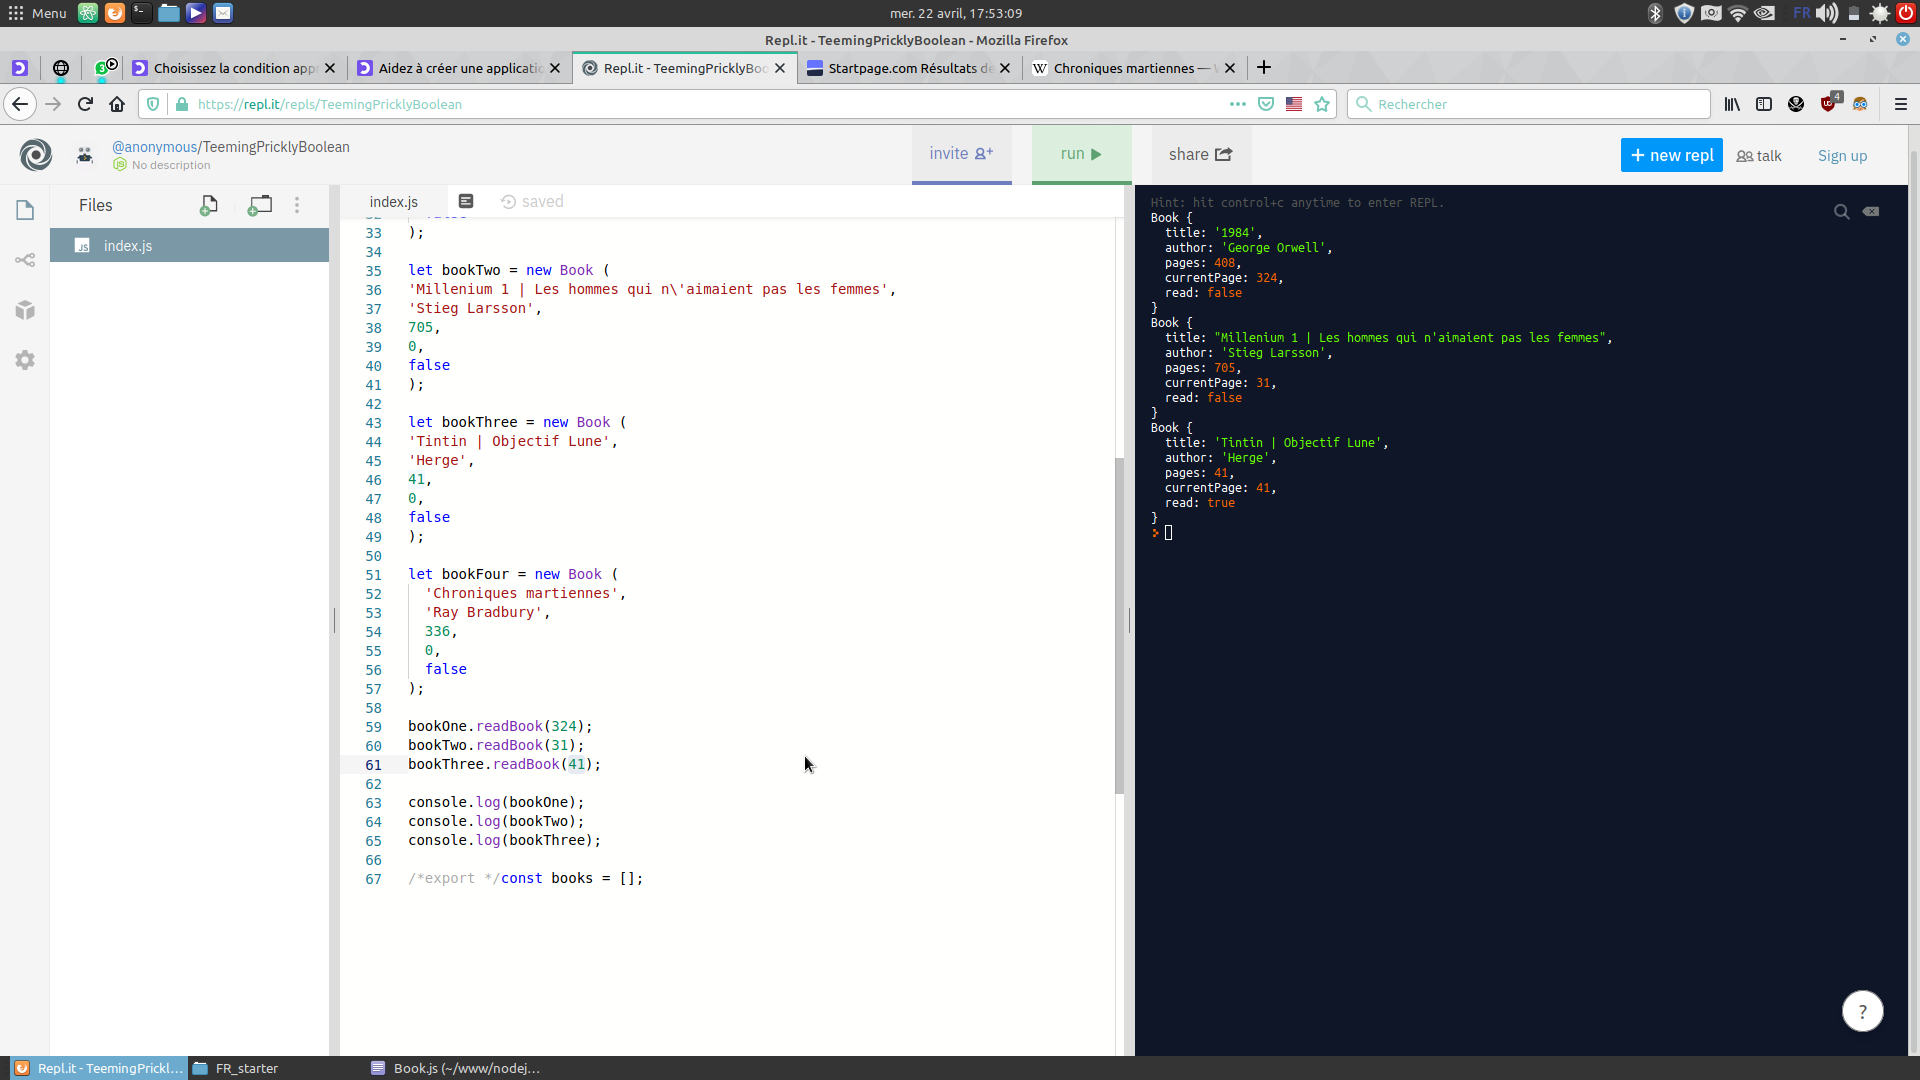 Menu
mer. 22 avril, 17:53:09
FR
Repl.it - TeemingPricklyBoolean - Mozilla Firefox
3
Choisissez la condition app
Aidez à créer une applicati
Repl.it - TeemingPricklyBoo
Startpage.com Résultats de
W Chroniques martiennes —
https://repl.it/repls/TeemingPricklyBoolean
Rechercher
4
@anonymous/TeemingPricklyBoolean
No description
invite
run
share
+ new repl
talk
Sign up
Files
JS index.js
index.js
saved
33 );
34
35 let bookTwo = new Book (
36 'Millenium 1 | Les hommes qui n\'aimaient pas les femmes',
37 'Stieg Larsson',
38 705,
39 0,
40 false
41 );
42
43 let bookThree = new Book (
44 'Tintin | Objectif Lune',
45 'Herge',
46 41,
47 0,
48 false
49 );
50
51 let bookFour = new Book (
52 'Chroniques martiennes',
53 'Ray Bradbury',
54 336,
55 0,
56 false
57 );
58
59 bookOne.readBook(324);
60 bookTwo.readBook(31);
61 bookThree.readBook(41);
62
63 console.log(bookOne);
64 console.log(bookTwo);
65 console.log(bookThree);
66
67 /*export */const books = [];
Hint: hit control+c anytime to enter REPL.
Book {
title: '1984',
author: 'George Orwell',
pages: 408,
currentPage: 324,
read: false
}
Book {
title: "Millenium 1 | Les hommes qui n'aimaient pas les femmes",
author: 'Stieg Larsson',
pages: 705,
currentPage: 31,
read: false
}
Book {
title: 'Tintin | Objectif Lune',
author: 'Herge',
pages: 41,
currentPage: 41,
read: true
}
>
?
Repl.it - TeemingPrickl...
FR_starter
Book.js (~/www/nodej...